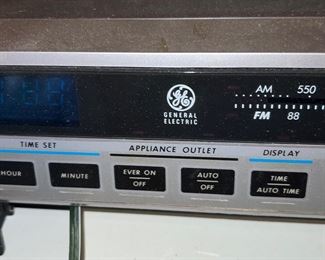 AM 550
GE
GENERAL
ELECTRIC
FM 88
TIME SET APPLIANCE OUTLET DISPLAY
HOUR MINUTE EVER ON
OFF AUTO
OFF TIME
AUTO TIME